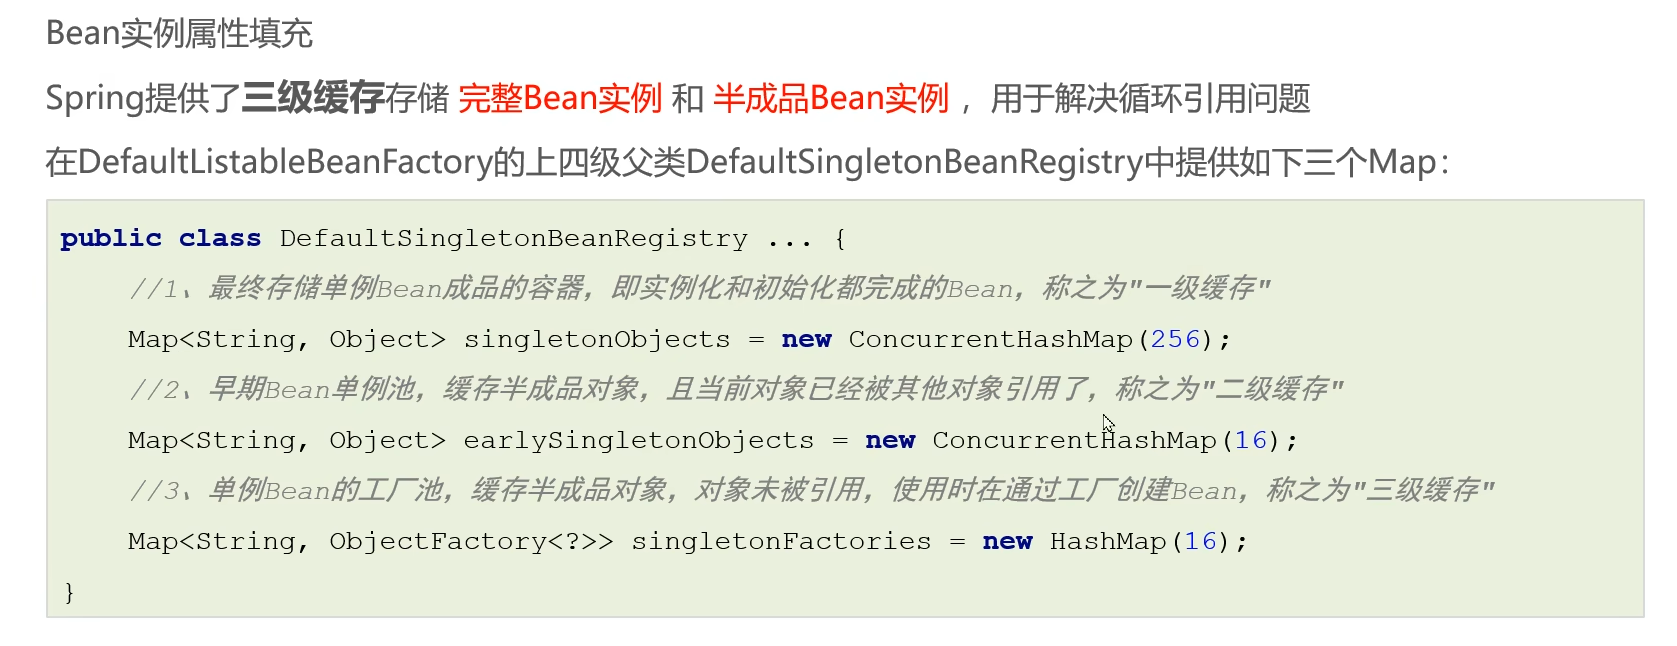 Bean实例属性填充
Spring提供了三级缓存存储 完整Bean实例 和 半成品Bean实例 ，用于解决循环引用问题
在DefaultListableBeanFactory的上四级父类DefaultSingletonBeanRegistry中提供如下三个Map：
public class DefaultSingletonBeanRegistry ... {
//1、最终存储单例Bean成品的容器，即实例化和初始化都完成的Bean，称之为"一级缓存"
Map<String, Object> singletonObjects = new ConcurrentHashMap(256);
//2、早期Bean单例池，缓存半成品对象，且当前对象已经被其他对象引用了，称之为"二级缓存"
Map<String, Object> earlySingletonObjects = new ConcurrentHashMap(16);
//3、单例Bean的工厂池，缓存半成品对象，对象未被引用，使用时在通过工厂创建Bean，称之为"三级缓存"
Map<String, ObjectFactory<?>> singletonFactories = new HashMap(16);
}